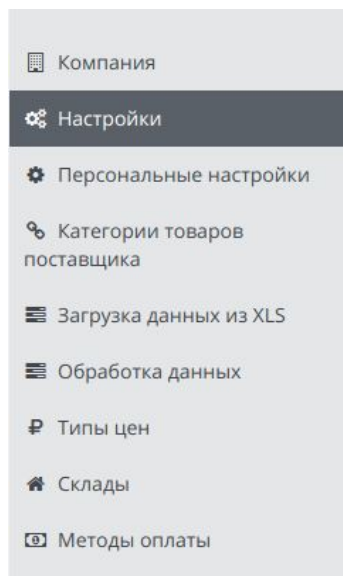 Компания
Настройки
Персональные настройки
Категории товаров
поставщика
Загрузка данных из XLS
Обработка данных
₽ Типы цен
Склады
Методы оплаты